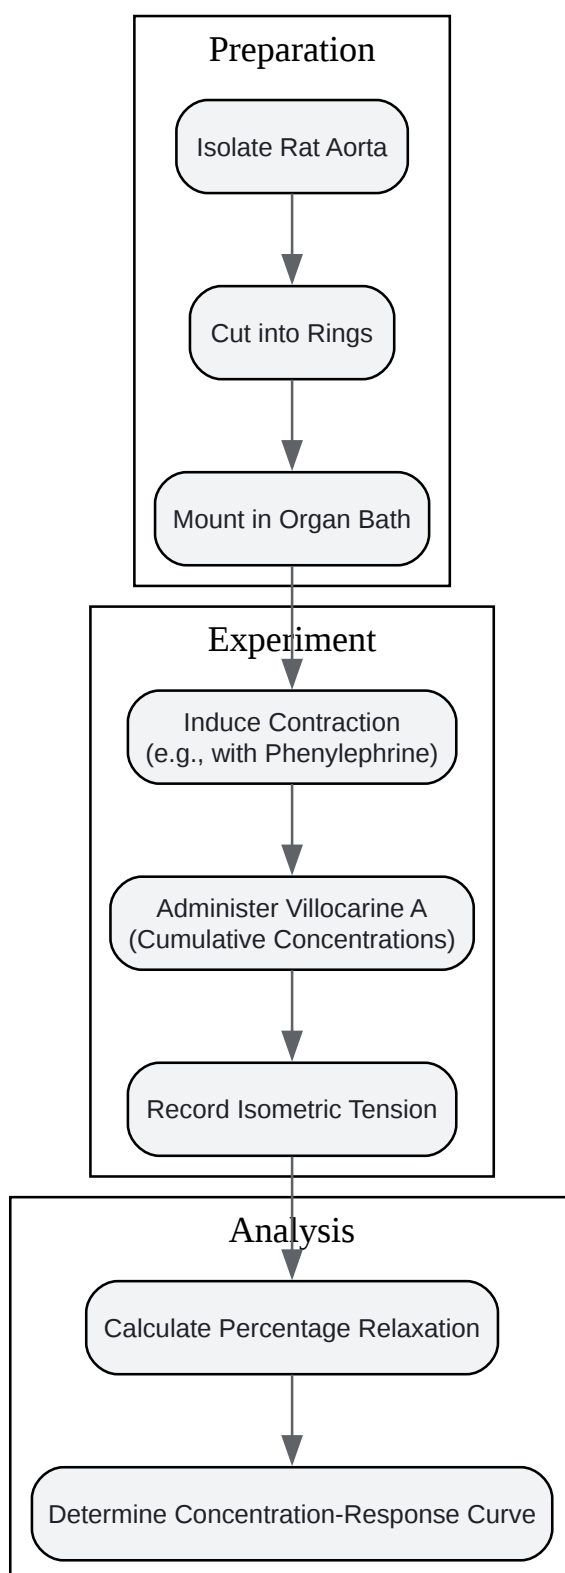 Preparation
Isolate Rat Aorta
Cut into Rings
Mount in Organ Bath
Experiment
Induce Contraction
(e.g., with Phenylephrine)
Administer Villocarine A
(Cumulative Concentrations)
Record Isometric Tension
Analysis
Calculate Percentage Relaxation
Determine Concentration-Response Curve